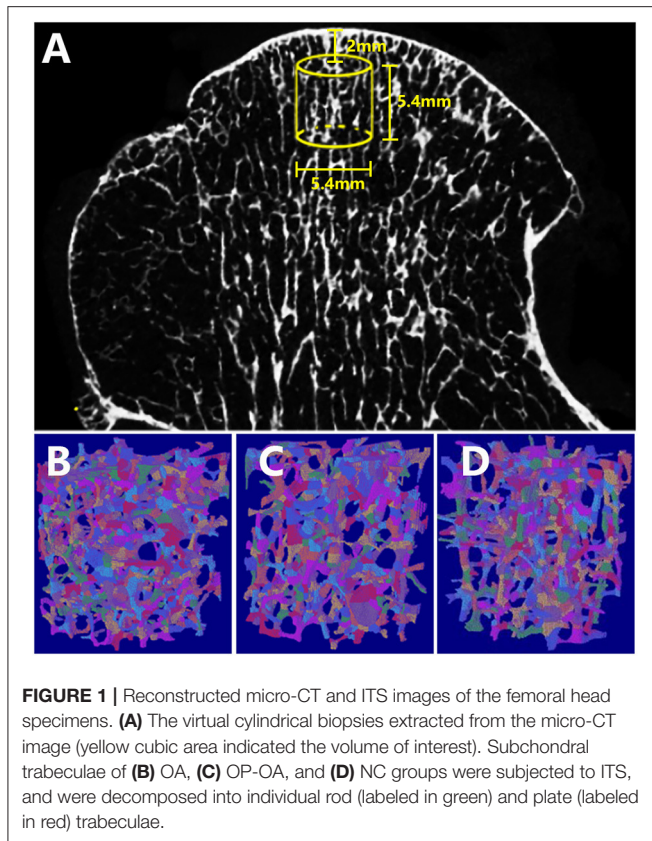 A
2mm
5.4mm
5.4mm
B
C
D
FIGURE 1 | Reconstructed micro-CT and ITS images of the femoral head
specimens. (A) The virtual cylindrical biopsies extracted from the micro-CT
image (yellow cubic area indicated the volume of interest). Subchondral
trabeculae of (B) OA, (C) OP-OA, and (D) NC groups were subjected to ITS,
and were decomposed into individual rod (labeled in green) and plate (labeled
in red) trabeculae.